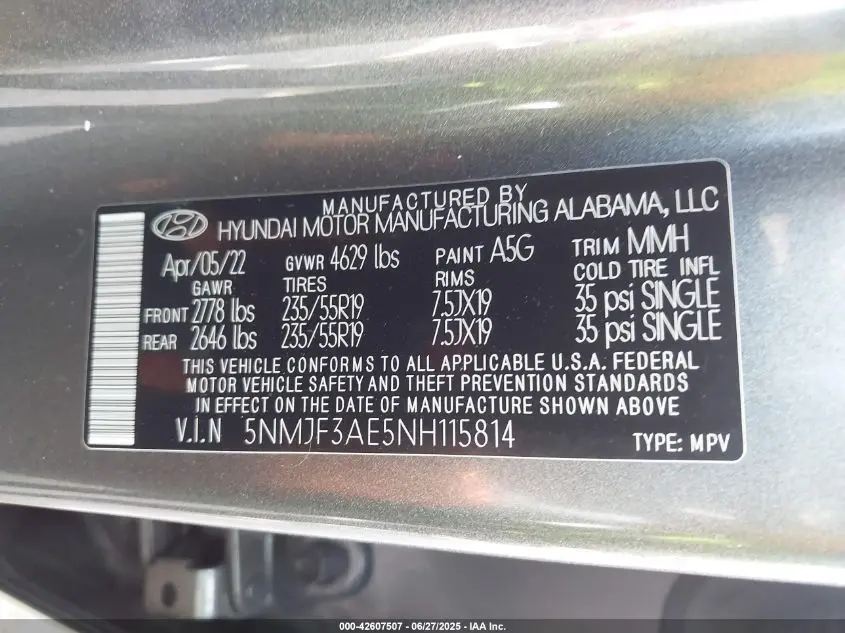 MANUFACTURED BY
HYUNDAI MOTOR MANUFACTURING ALABAMA, LLC
Apr/05/22 GVWR 4629 lbs PAINT A5G TRIM MMH
GAWR TIRES RIMS COLD TIRE INFL
FRONT 2778 lbs 235/55R19 7.5JX19 35 psi SINGLE
REAR 2646 lbs 235/55R19 7.5JX19 35 psi SINGLE
THIS VEHICLE CONFORMS TO ALL APPLICABLE U.S.A. FEDERAL
MOTOR VEHICLE SAFETY AND THEFT PREVENTION STANDARDS
IN EFFECT ON THE DATE OF MANUFACTURE SHOWN ABOVE
V.I.N 5NMJF3AE5NH115814 TYPE: MPV
000-42607507 - 06/27/2025 - IAA Inc.